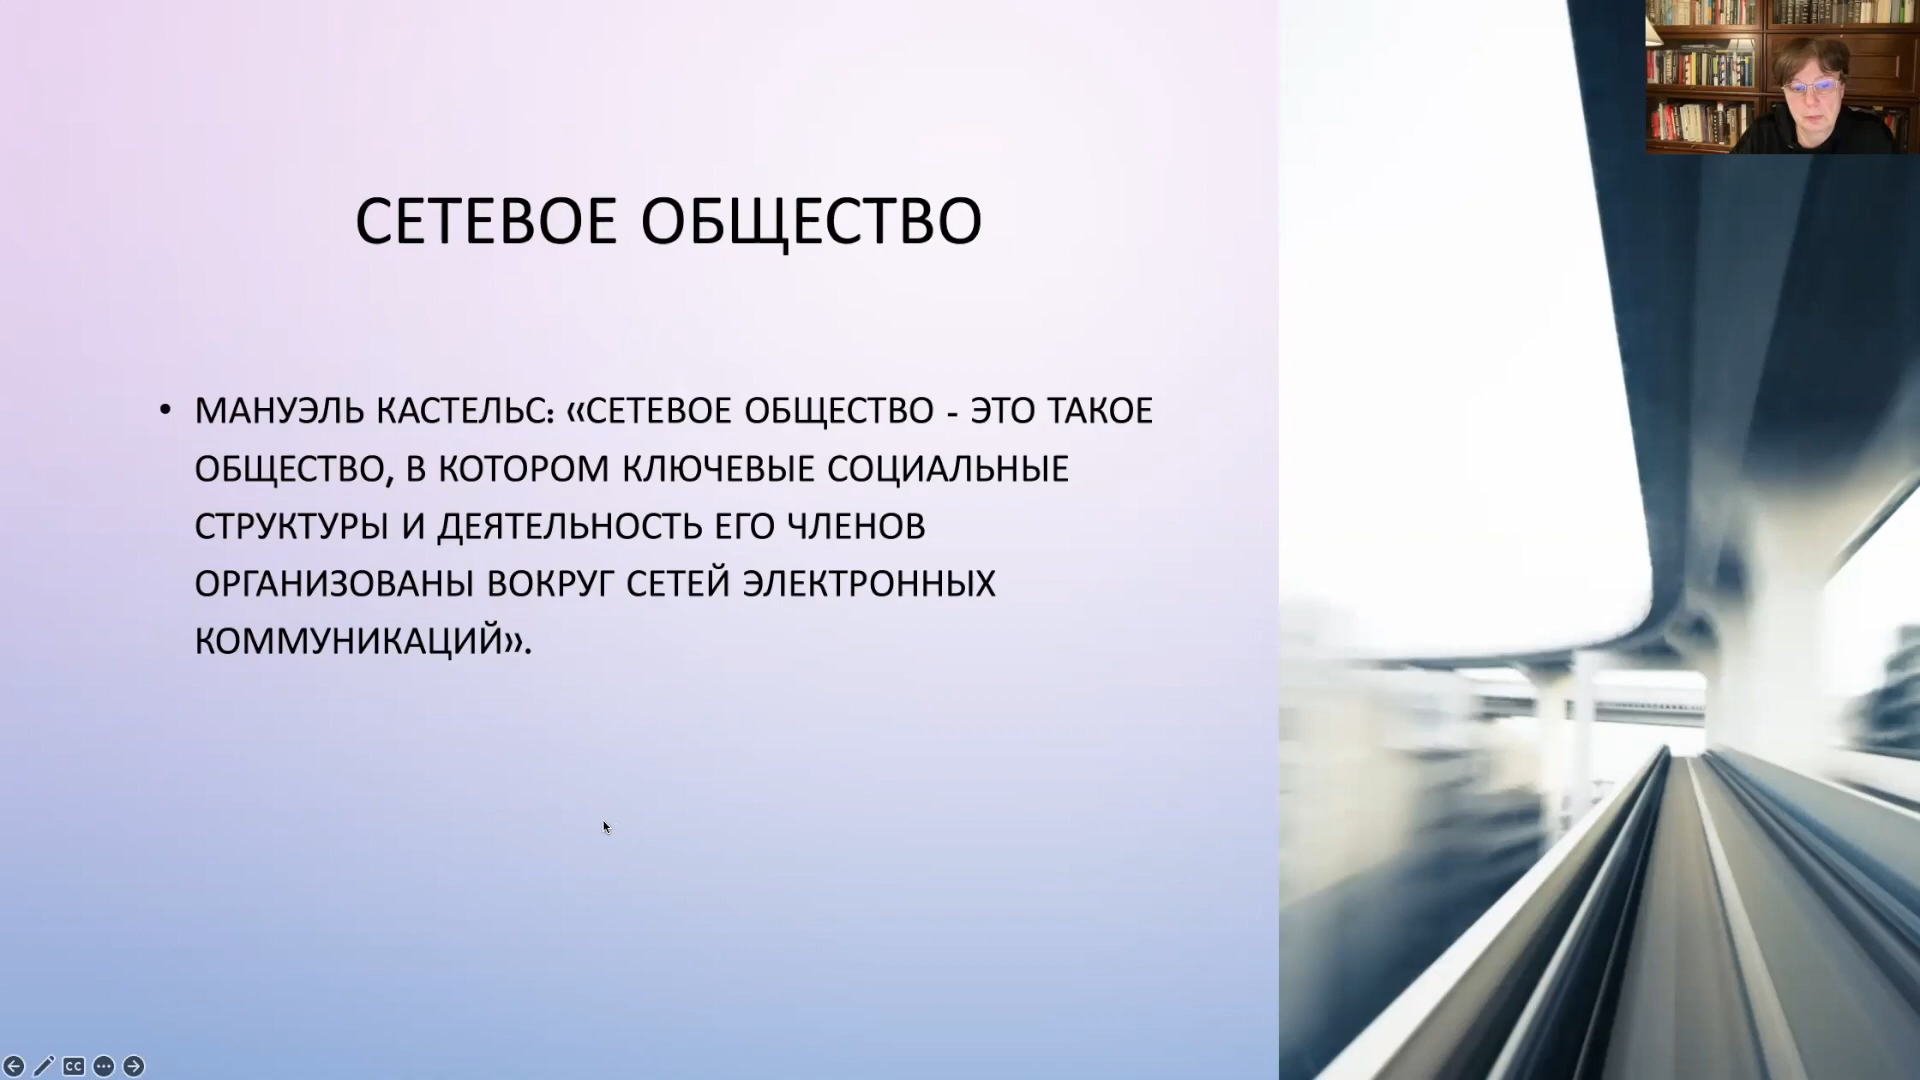 СЕТЕВОЕ ОБЩЕСТВО
• МАНУЭЛЬ КАСТЕЛЬС: «СЕТЕВОЕ ОБЩЕСТВО - ЭТО ТАКОЕ
ОБЩЕСТВО, В КОТОРОМ КЛЮЧЕВЫЕ СОЦИАЛЬНЫЕ
СТРУКТУРЫ И ДЕЯТЕЛЬНОСТЬ ЕГО ЧЛЕНОВ
ОРГАНИЗОВАНЫ ВОКРУГ СЕТЕЙ ЭЛЕКТРОННЫХ
КОММУНИКАЦИЙ».
CC